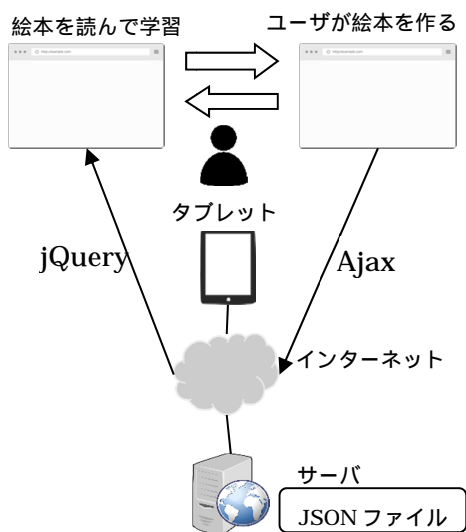 絵本を読んで学習
ユーザが絵本を作る
タブレット
jQuery
Ajax
インターネット
サーバ
JSON ファイル